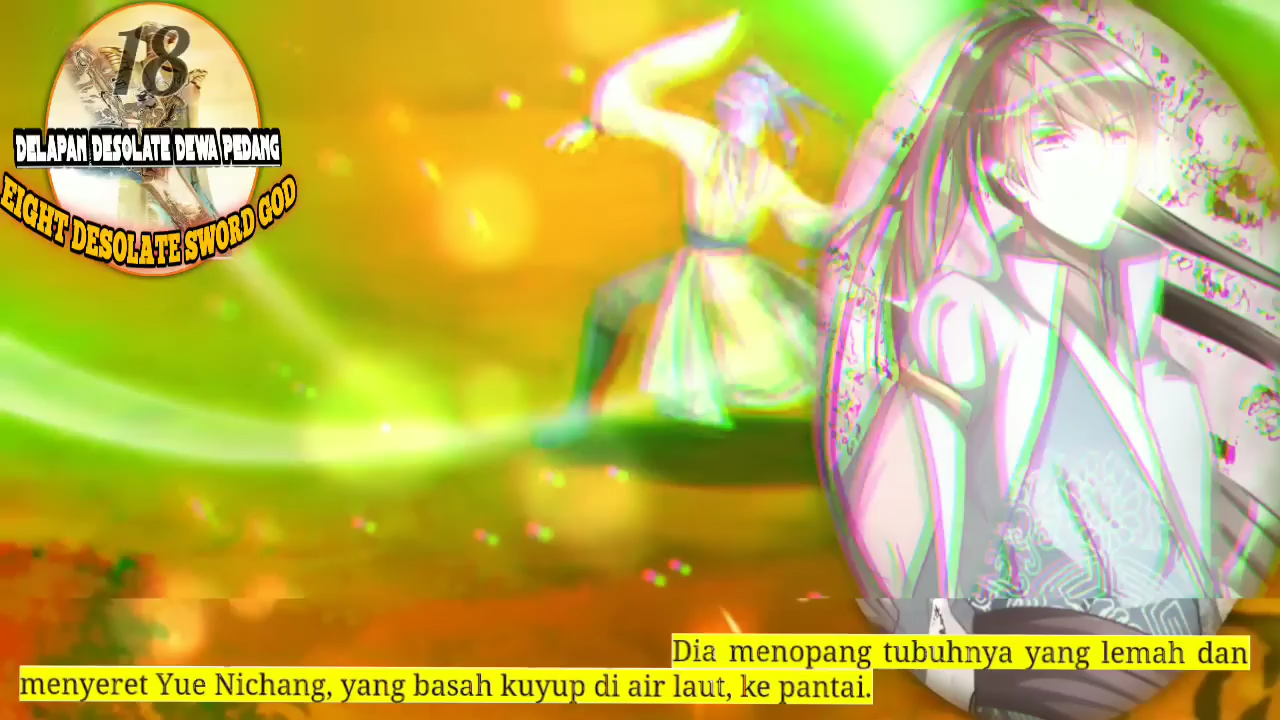 18
DELAPAN DESOLATE DEWA PEDANG
EIGHT DESOLATE SWORD GOD
Dia menopang tubuhnya yang lemah dan
menyeret Yue Nichang, yang basah kuyup di air laut, ke pantai.